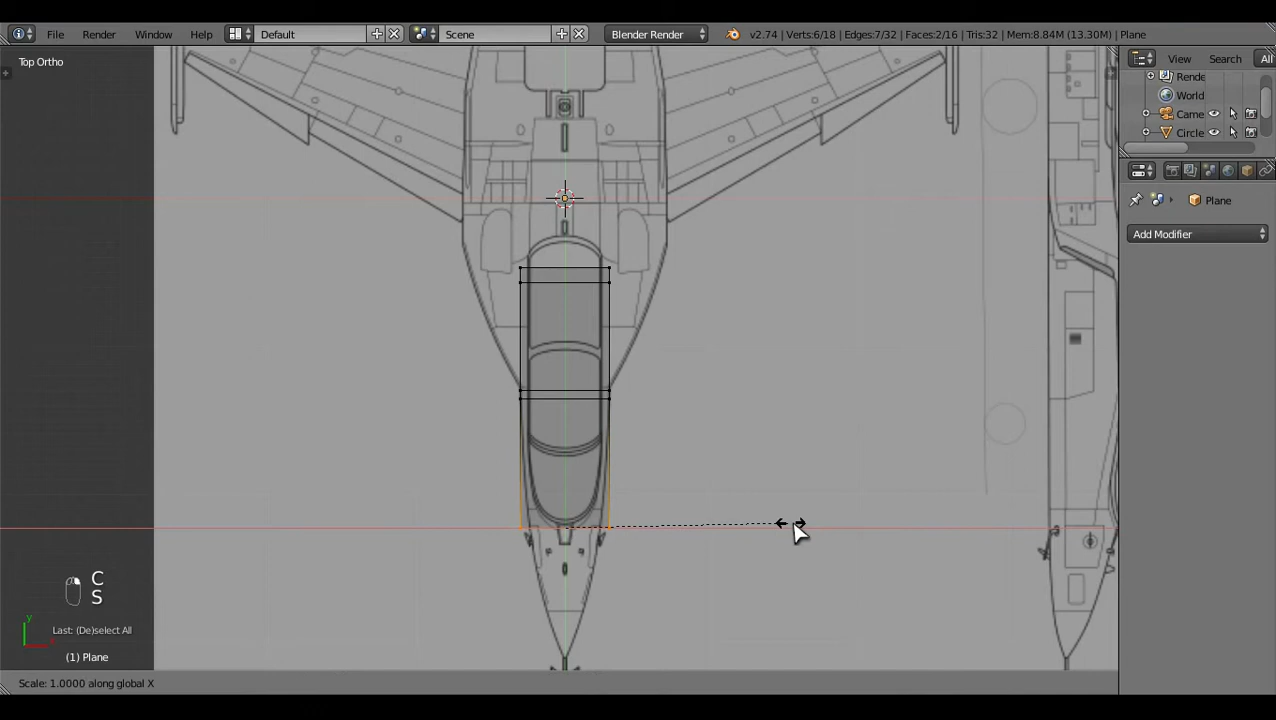 File Render Window Help Default Scene Blender Render v2.74 | Verts:6/18 | Edges:7/32 | Faces:2/16 | Tris:32 | Mem:8.84M (13.30M) | Plane
Top Ortho
View Search All
Rende
World
Came
Circle
Plane
Add Modifier
C
S
Last: (De)select All
y
(1) Plane
Scale: 1.0000 along global X